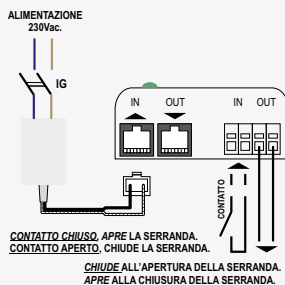 ALIMENTAZIONE
230Vac.
IG
IN OUT IN OUT
CONTATTO
CONTATTO CHIUSO, APRE LA SERRANDA.
CONTATTO APERTO, CHIUDE LA SERRANDA.
CHIUDE ALL'APERTURA DELLA SERRANDA.
APRE ALLA CHIUSURA DELLA SERRANDA.